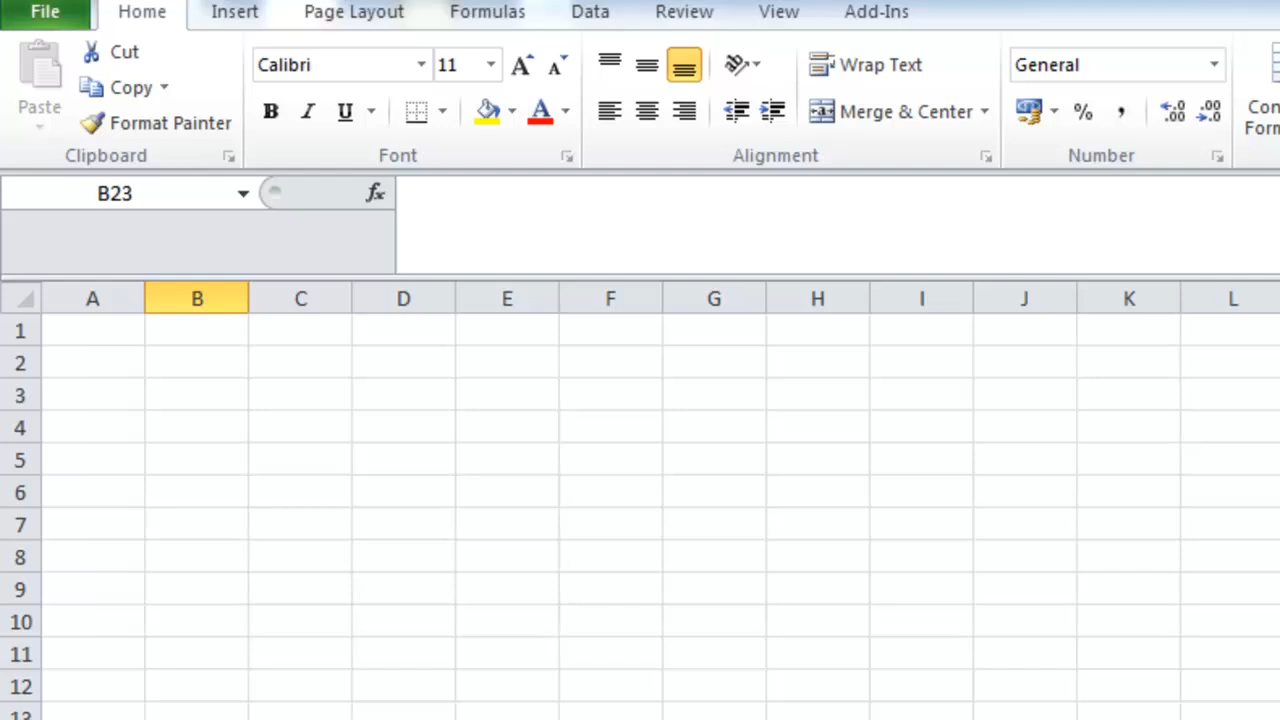 File Home Insert Page Layout Formulas Data Review View Add-Ins
Cut
Copy
Format Painter
Paste
Clipboard
Calibri 11
B I U A
Font
Wrap Text
Merge & Center
Alignment
General
% ,
Number
B23 fx
A B C D E F G H I J K L
1
2
3
4
5
6
7
8
9
10
11
12
13